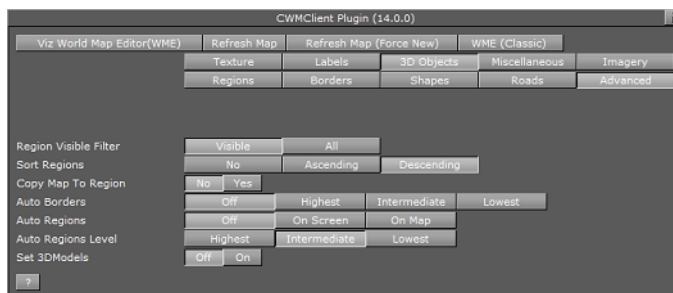 CWMClient Plugin (14.0.0)
Viz World Map Editor(WME) Refresh Map Refresh Map (Force New) WME (Classic)
Texture Labels 3D Objects Miscellaneous Imagery
Regions Borders Shapes Roads Advanced
Region Visible Filter Visible All
Sort Regions No Ascending Descending
Copy Map To Region No Yes
Auto Borders Off Highest Intermediate Lowest
Auto Regions Off On Screen On Map
Auto Regions Level Highest Intermediate Lowest
Set 3DModels Off On
?